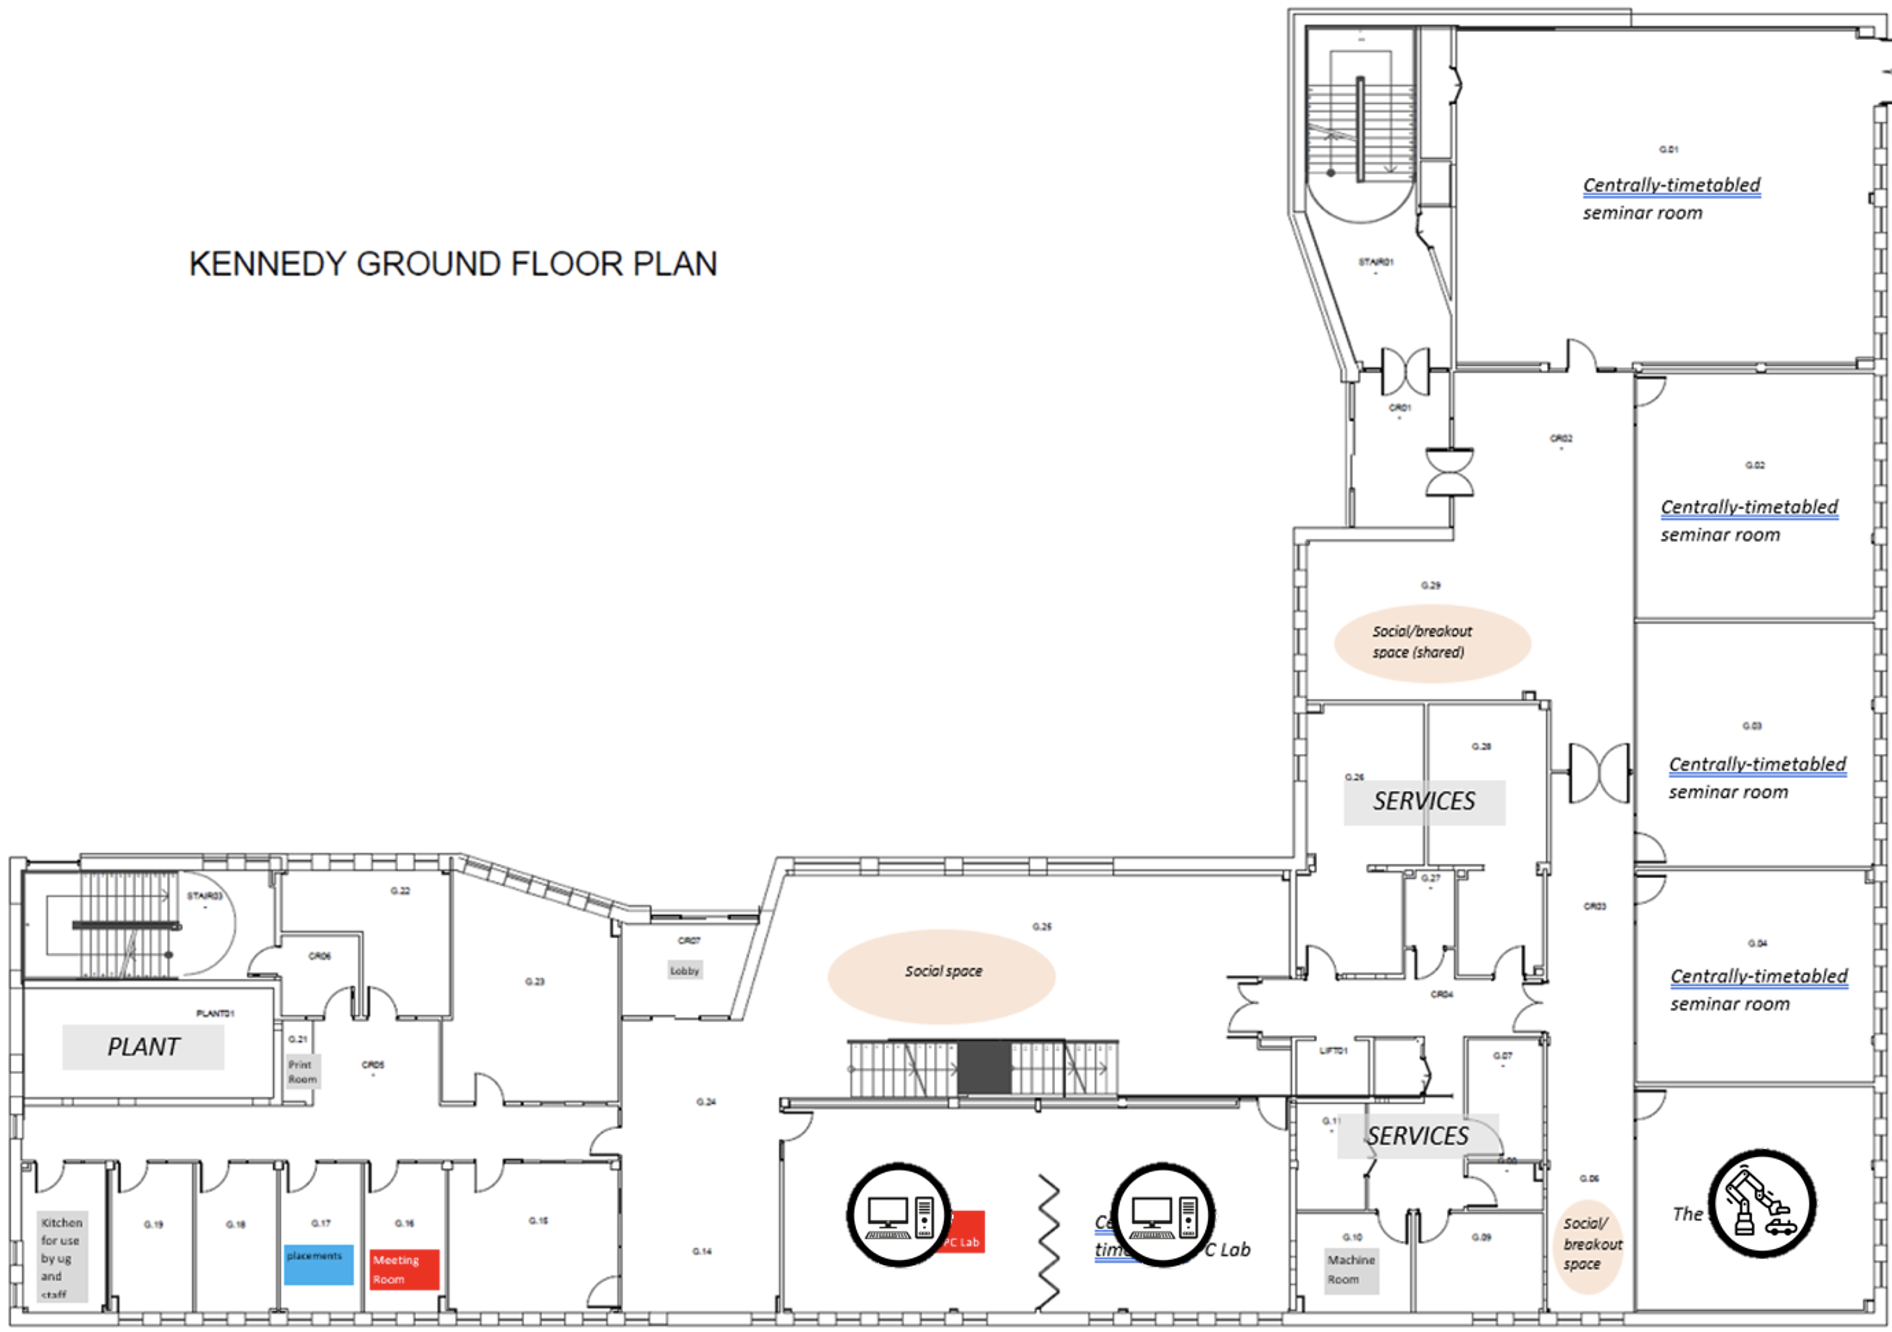 G.01
Centrally-timetabled
seminar room
KENNEDY GROUND FLOOR PLAN
STAIR01
CR01
CR02
G.02
Centrally-timetabled
seminar room
G.29
Social/breakout
space (shared)
G.03
Centrally-timetabled
seminar room
G.28
G.26
SERVICES
G.27
CR03
G.04
Centrally-timetabled
seminar room
STAIR03
G.22
CR06
G.23
CR07
Lobby
G.25
Social space
CR04
PLANT01
PLANT
G.21
Print
Room
CR05
LIFT01
G.07
G.24
G.11
SERVICES
G.06
The
Kitchen
for use
by ug
and
staff
G.19
G.18
G.17
placements
G.16
Meeting
Room
G.15
G.14
PC Lab
C Lab
G.10
Machine
Room
G.09
Social/
breakout
space